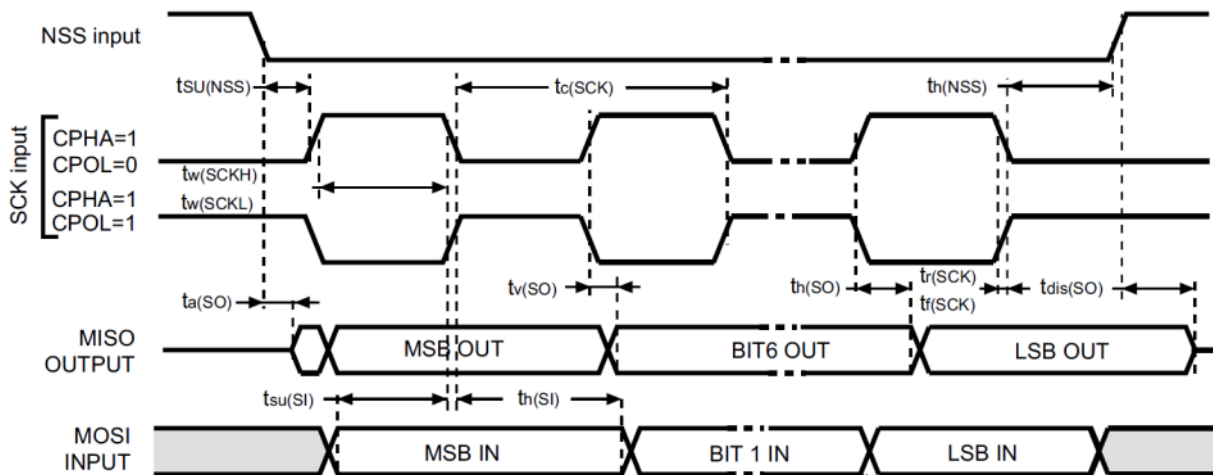 NSS input
tSU(NSS)
tc(SCK)
th(NSS)
SCK input
CPHA=1
CPOL=0
tw(SCKH)
CPHA=1
tw(SCKL)
CPOL=1
ta(SO)
tv(SO)
th(SO)
tr(SCK)
tf(SCK)
tdis(SO)
MISO
OUTPUT
MSB OUT
BIT6 OUT
LSB OUT
tsu(SI)
th(SI)
MOSI
INPUT
MSB IN
BIT 1 IN
LSB IN